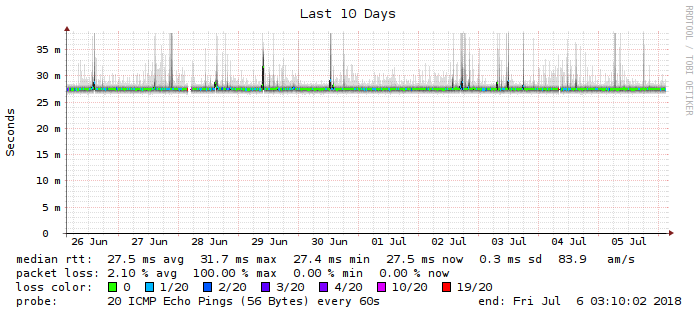 Last 10 Days
RRDTOOL / TOBI OETIKER
Seconds
35 m
30 m
25 m
20 m
15 m
10 m
5 m
0
26 Jun 27 Jun 28 Jun 29 Jun 30 Jun 01 Jul 02 Jul 03 Jul 04 Jul 05 Jul
median rtt: 27.5 ms avg 31.7 ms max 27.4 ms min 27.5 ms now 0.3 ms sd 83.9 am/s
packet loss: 2.10 % avg 100.00 % max 0.00 % min 0.00 % now
loss color: 0 1/20 2/20 3/20 4/20 10/20 19/20
probe: 20 ICMP Echo Pings (56 Bytes) every 60s end: Fri Jul 6 03:10:02 2018